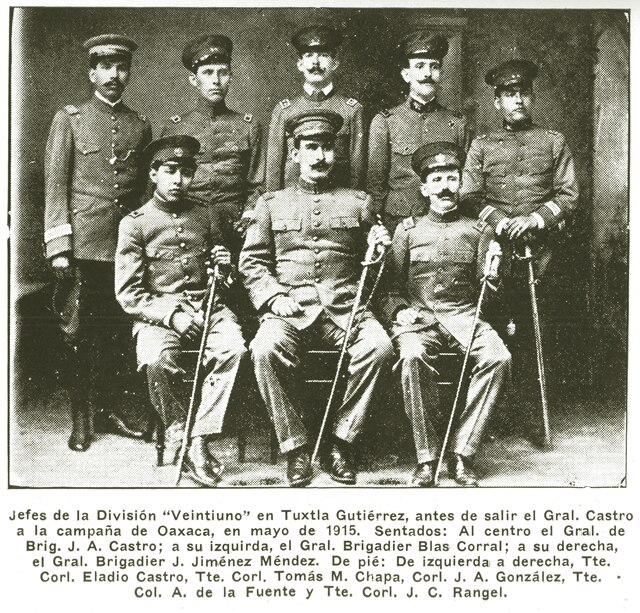 Jefes de la División "Veintiuno" en Tuxtla Gutiérrez, antes de salir el Gral. Castro
a la campaña de Oaxaca, en mayo de 1915. Sentados: Al centro el Gral. de
Brig. J. A. Castro; a su izquirda, el Gral. Brigadier Blas Corral; a su derecha,
el Gral. Brigadier J. Jiménez Méndez. De pié: De izquierda a derecha, Tte.
Corl. Eladio Castro, Tte. Corl. Tomás M. Chapa, Corl. J. A. González, Tte.
Col. A. de la Fuente y Tte. Corl. J. C. Rangel.